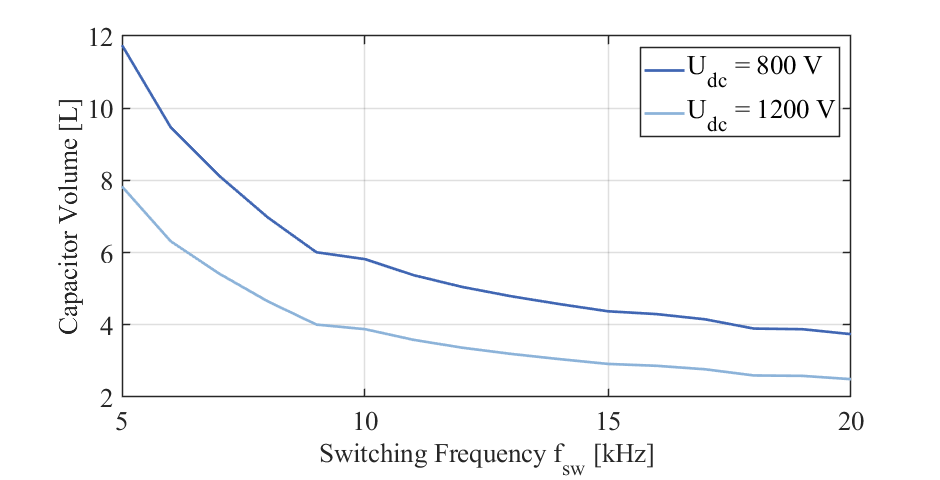 12
10
8
6
4
2
Capacitor Volume [L]
U_dc = 800 V
U_dc = 1200 V
5 10 15 20
Switching Frequency f_sw [kHz]